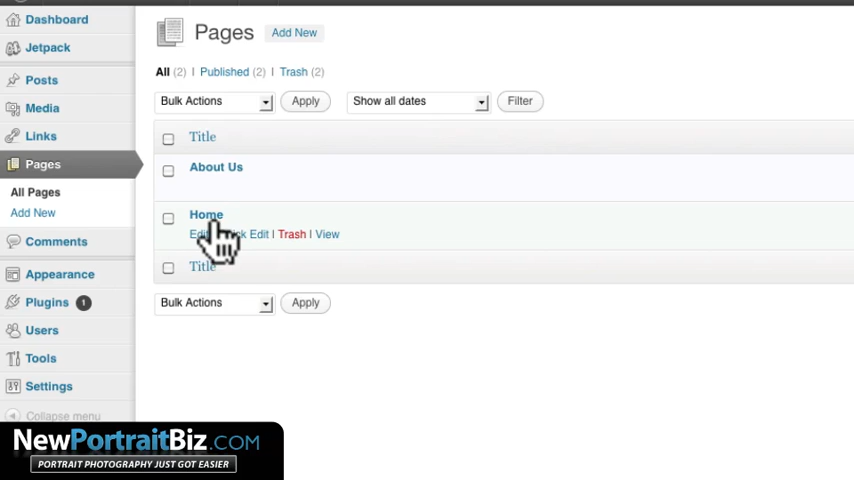 Dashboard
Jetpack
Posts
Media
Links
Pages
All Pages
Add New
Comments
Appearance
Plugins 1
Users
Tools
Settings
Collapse menu
Pages Add New
All (2) | Published (2) | Trash (2)
Bulk Actions Apply Show all dates Filter
Title
About Us
Home
Edit | Trash | View
Title
Bulk Actions Apply
NewPortraitBiz.COM
PORTRAIT PHOTOGRAPHY JUST GOT EASIER